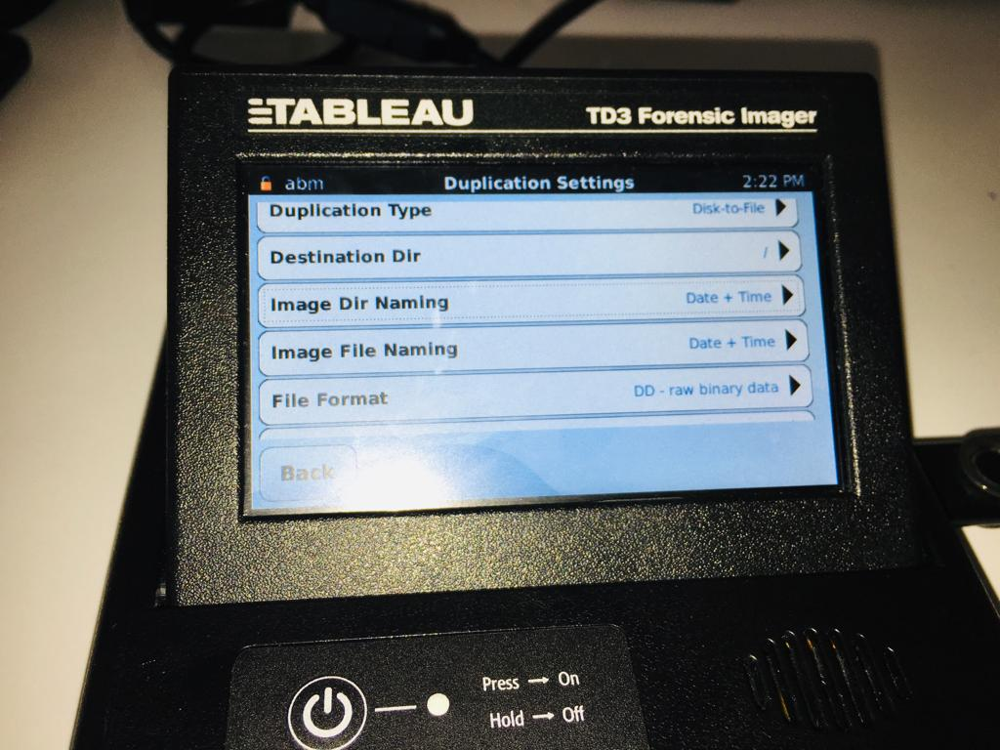 TABLEAU TD3 Forensic Imager
abm Duplication Settings 2:22 PM
Duplication Type Disk-to-File
Destination Dir /
Image Dir Naming Date + Time
Image File Naming Date + Time
File Format DD - raw binary data
Back
Press → On
Hold → Off